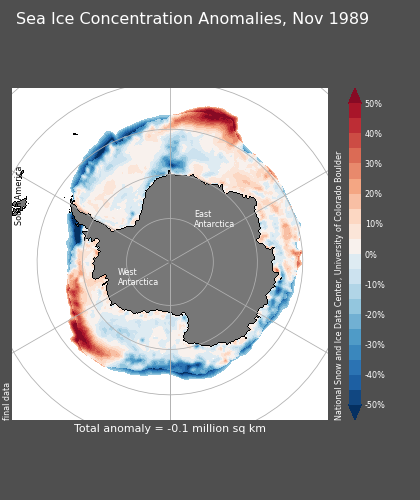 Sea Ice Concentration Anomalies, Nov 1989
South America
East
Antarctica
West
Antarctica
50%
40%
30%
20%
10%
0%
-10%
-20%
-30%
-40%
-50%
National Snow and Ice Data Center, University of Colorado Boulder
final data
Total anomaly = -0.1 million sq km